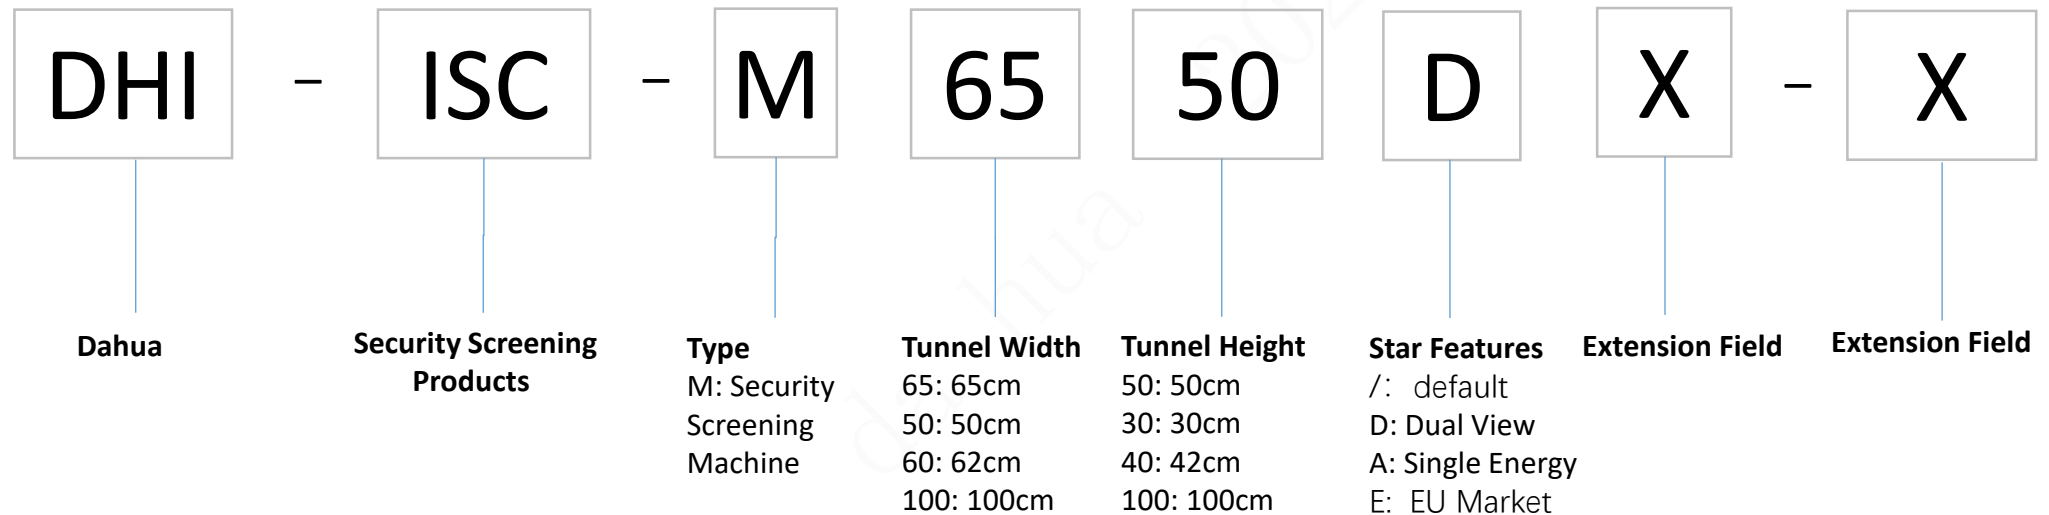 DHI - ISC - M 65 50 D X - X
Dahua
Security Screening
Products
Type
M: Security
Screening
Machine
Tunnel Width
65: 65cm
50: 50cm
60: 62cm
100: 100cm
Tunnel Height
50: 50cm
30: 30cm
40: 42cm
100: 100cm
Star Features
/: default
D: Dual View
A: Single Energy
E: EU Market
Extension Field
Extension Field